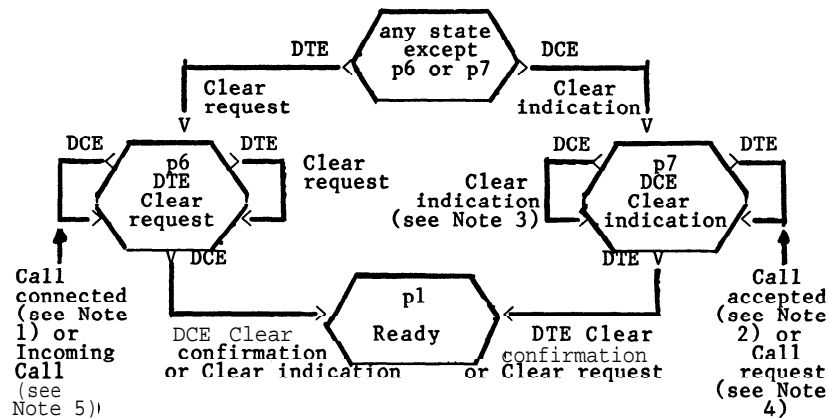 any state
except
p6 or p7
DTE
DCE
Clear
request
Clear
indication
V
V
DCE
DTE
p6
DTE
Clear
request
Clear
request
DCE
DTE
p7
DCE
Clear
indication
Clear
indication
(see Note 3)
V DCE
DTE V
Call
connected
(see Note
1) or
Incoming
Call
(see
Note 5)
p1
Ready
DCE Clear
confirmation
or Clear indication
DTE Clear
confirmation
or Clear request
Call
accepted
(see Note
2) or
Call
request
(see Note
4)